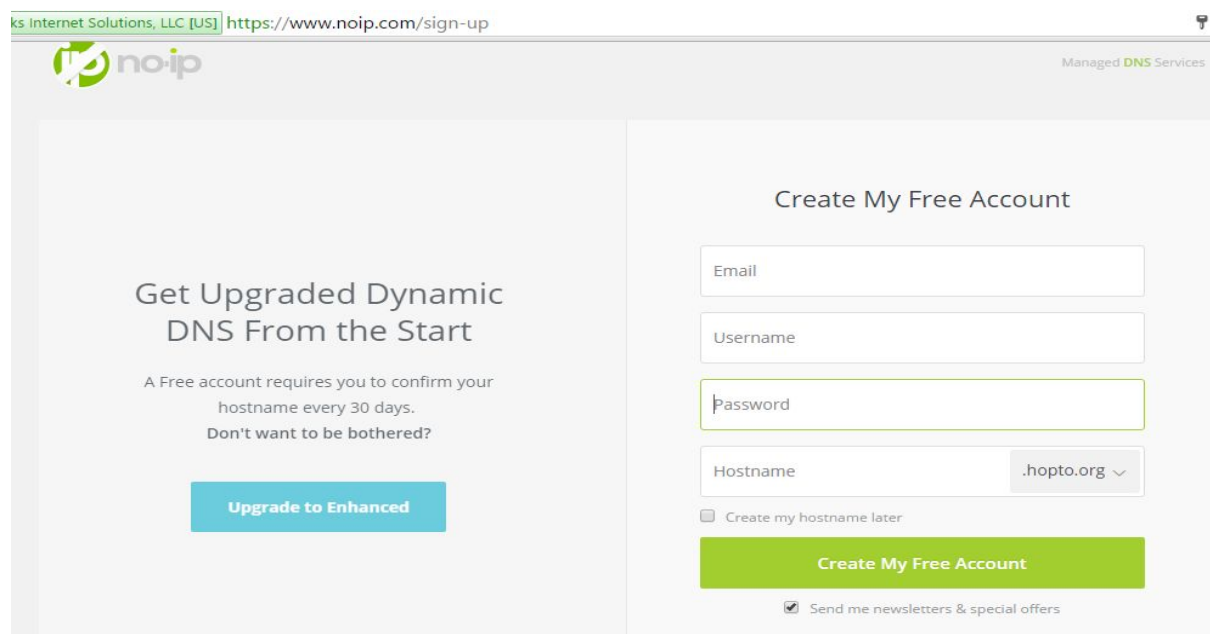 ks Internet Solutions, LLC [US] https://www.noip.com/sign-up
no-ip
Managed DNS Services
Get Upgraded Dynamic
DNS From the Start
A Free account requires you to confirm your
hostname every 30 days.
Don't want to be bothered?
Upgrade to Enhanced
Create My Free Account
Email
Username
Password
Hostname
.hopto.org
Create my hostname later
Create My Free Account
Send me newsletters & special offers